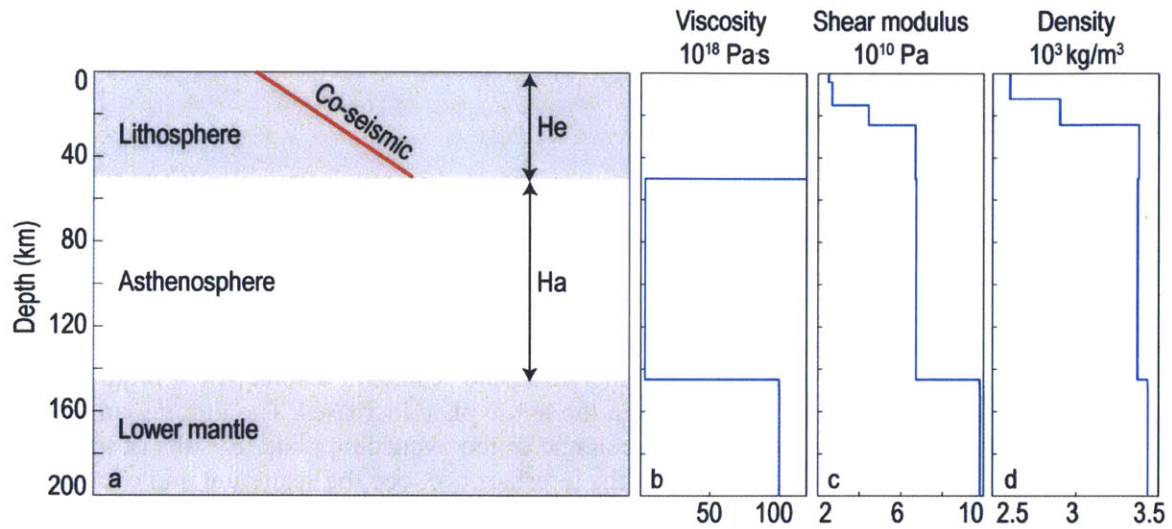 Viscosity
10¹⁸ Pa·s
Shear modulus
10¹⁰ Pa
Density
10³ kg/m³
Depth (km)
0
40
80
120
160
200
Lithosphere
Co-seismic
He
Asthenosphere
Ha
Lower mantle
a
b
50 100
c
2 6 10
d
2.5 3 3.5